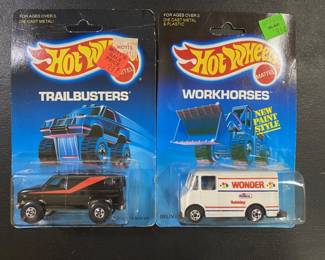 FOR AGES OVER 3
DIE CAST METAL
Hot Wheels
TRAILBUSTERS
FOR AGES OVER 3
DIE CAST METAL
& PLASTIC
Hot Wheels
MATTEL
WORKHORSES
NEW
PAINT
STYLE
WONDER